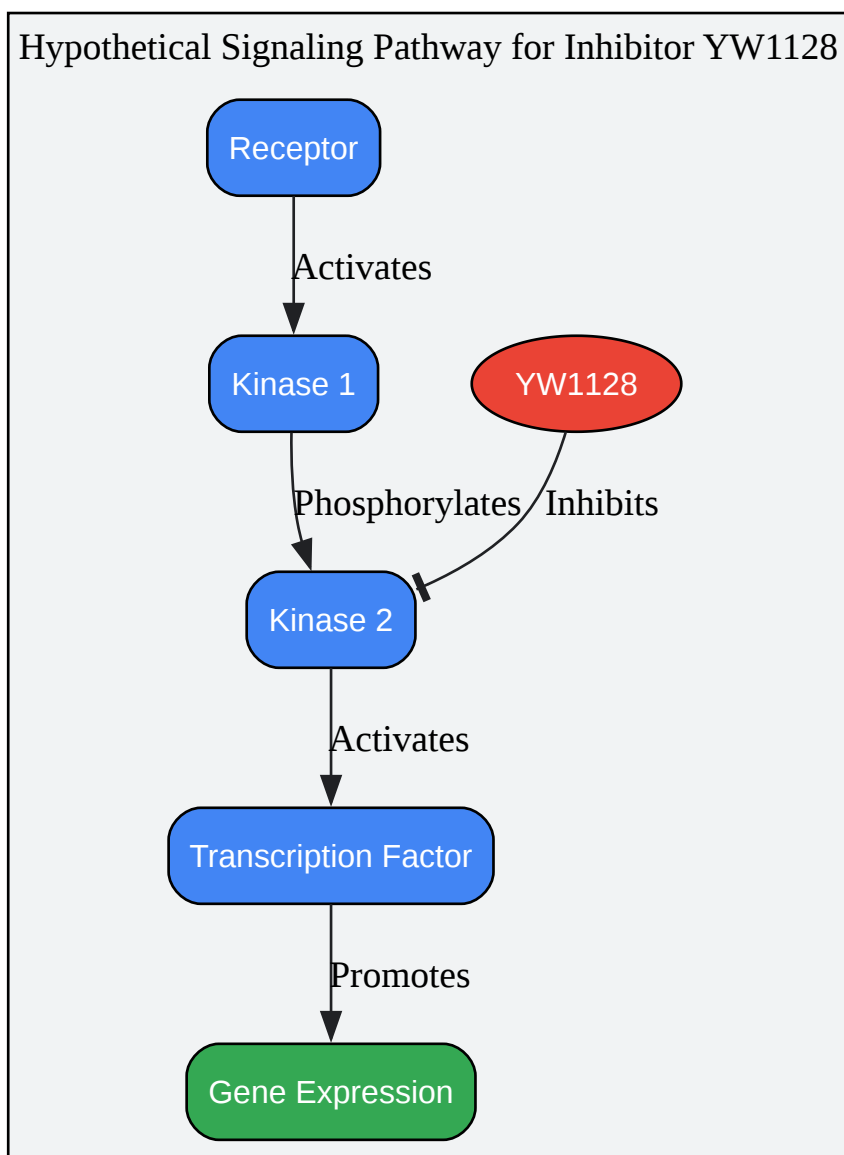 Hypothetical Signaling Pathway for Inhibitor YW1128
Receptor
Activates
Kinase 1
YW1128
Phosphorylates
Inhibits
Kinase 2
Activates
Transcription Factor
Promotes
Gene Expression